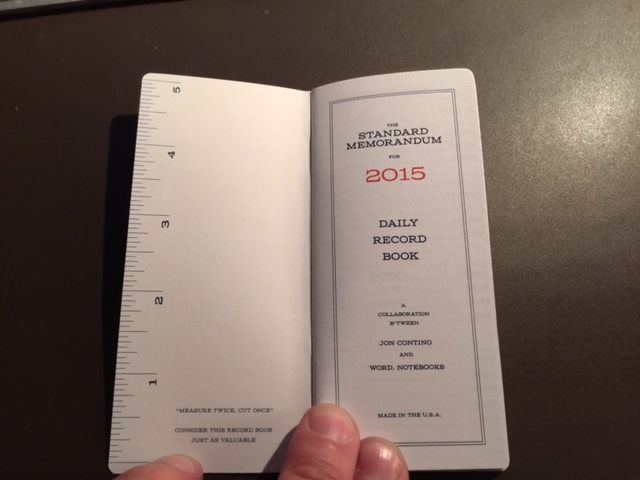 5
4
3
2
1
"MEASURE TWICE, CUT ONCE"
CONSIDER THIS RECORD BOOK
JUST AS VALUABLE
THE
STANDARD
MEMORANDUM
FOR
2015
DAILY
RECORD
BOOK
A
COLLABORATION
B'TWEEN
JON CONTINO
AND
WORD. NOTEBOOKS
MADE IN THE U.S.A.